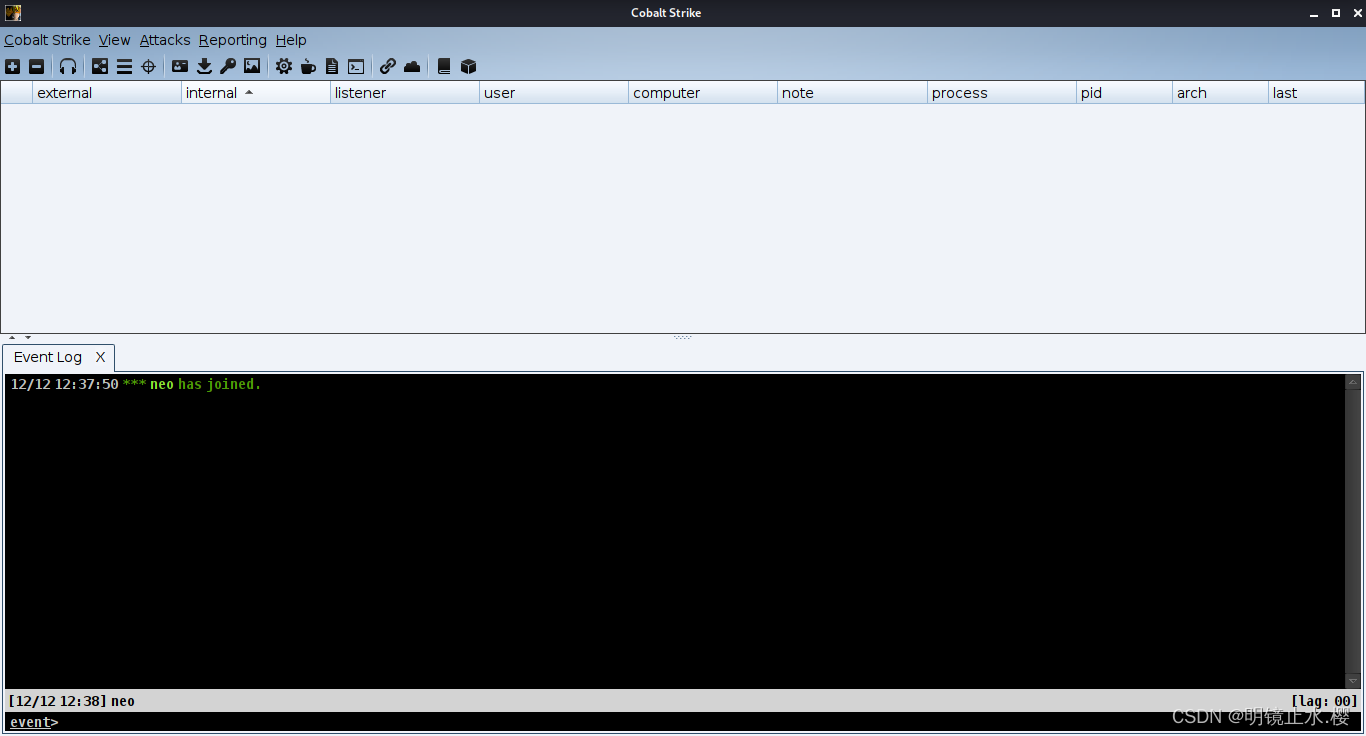 Cobalt Strike
Cobalt Strike View Attacks Reporting Help
external internal listener user computer note process pid arch last
Event Log X
12/12 12:37:50 *** neo has joined.
[12/12 12:38] neo [lag: 00]
event>
CSDN @明镜止水.樱